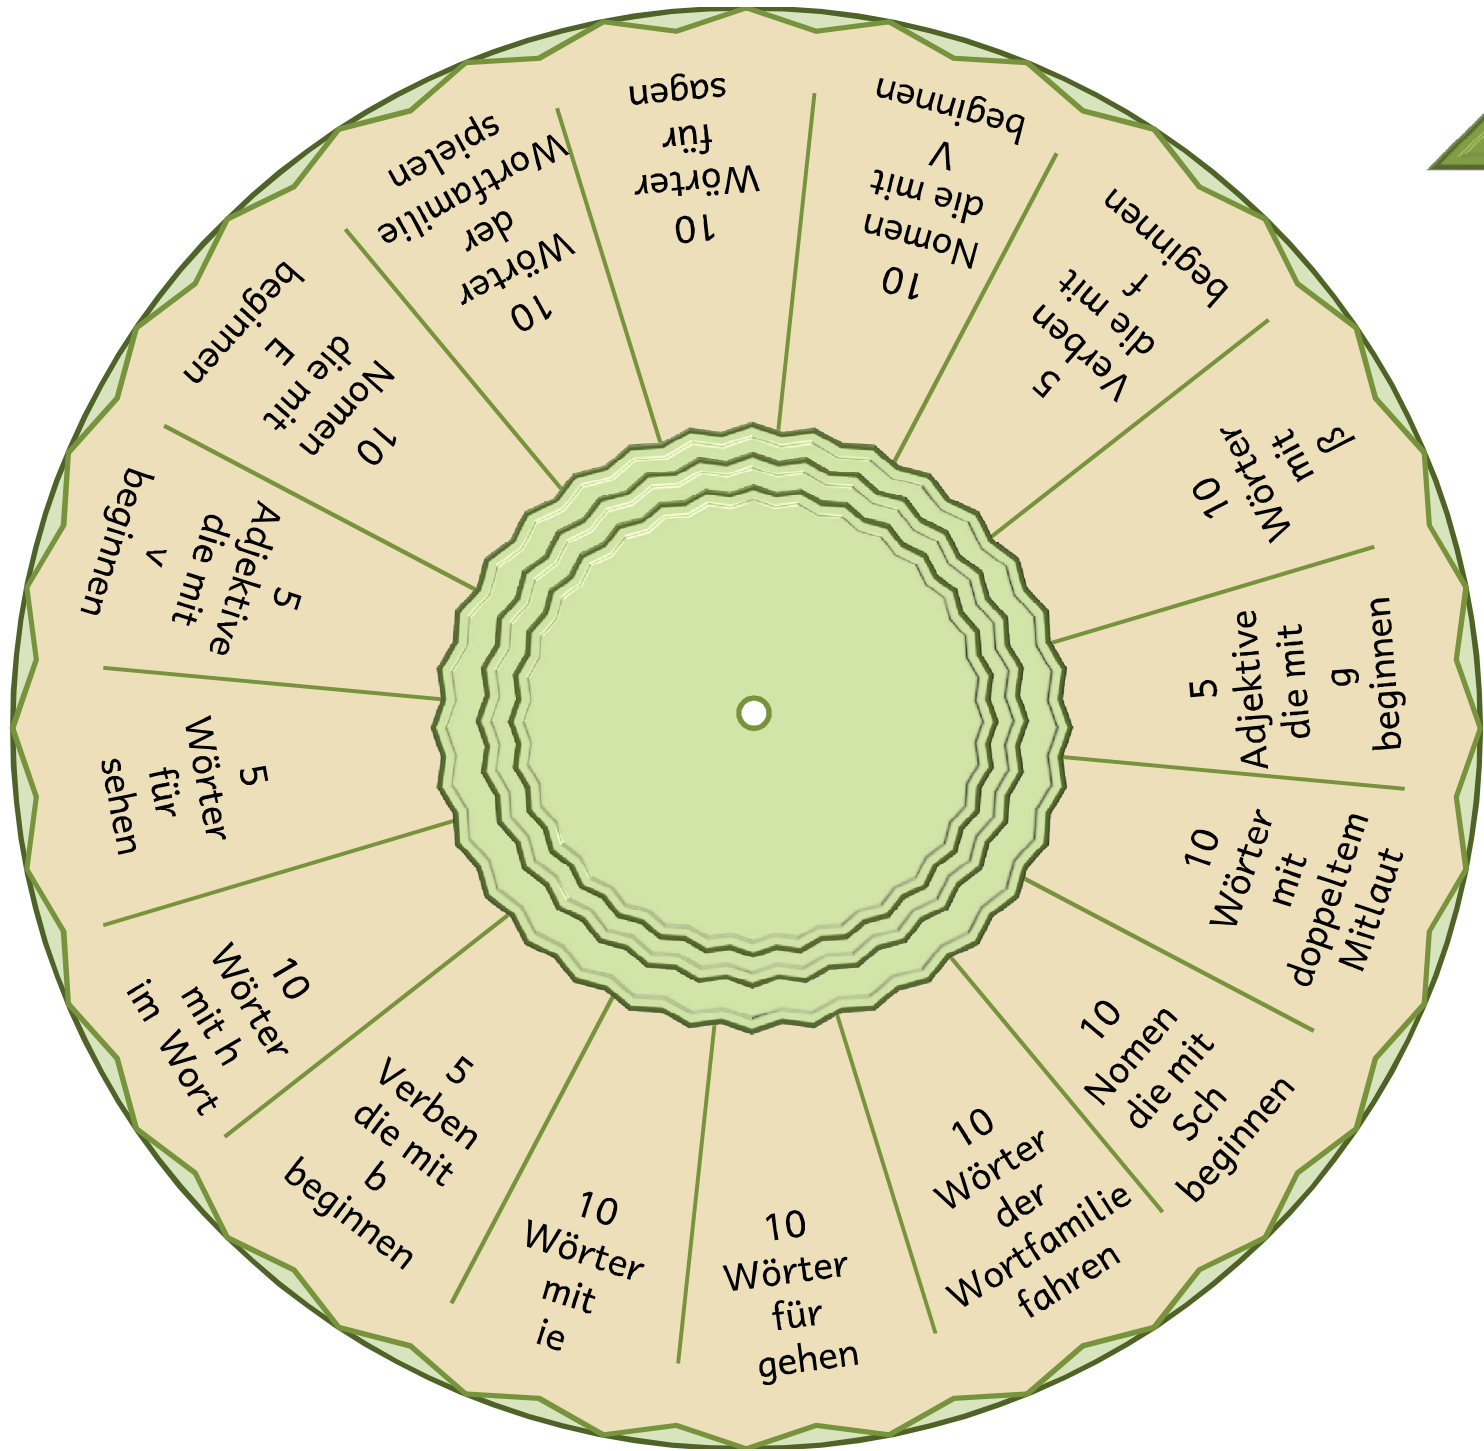 10
Wörter
für
sagen
10
Nomen
die mit
V
beginnen
5
Verben
die mit
f
beginnen
10
Wörter
mit
ß
5
Adjektive
die mit
g
beginnen
10
Wörter
mit
doppeltem
Mitlaut
10
Nomen
die mit
Sch
beginnen
10
Wörter
der
Wortfamilie
fahren
10
Wörter
für
gehen
10
Wörter
mit
ie
5
Verben
die mit
b
beginnen
10
Wörter
mit h
im Wort
5
Wörter
für
sehen
5
Adjektive
die mit
v
beginnen
10
Nomen
die mit
E
beginnen
10
Wörter
der
Wortfamilie
spielen